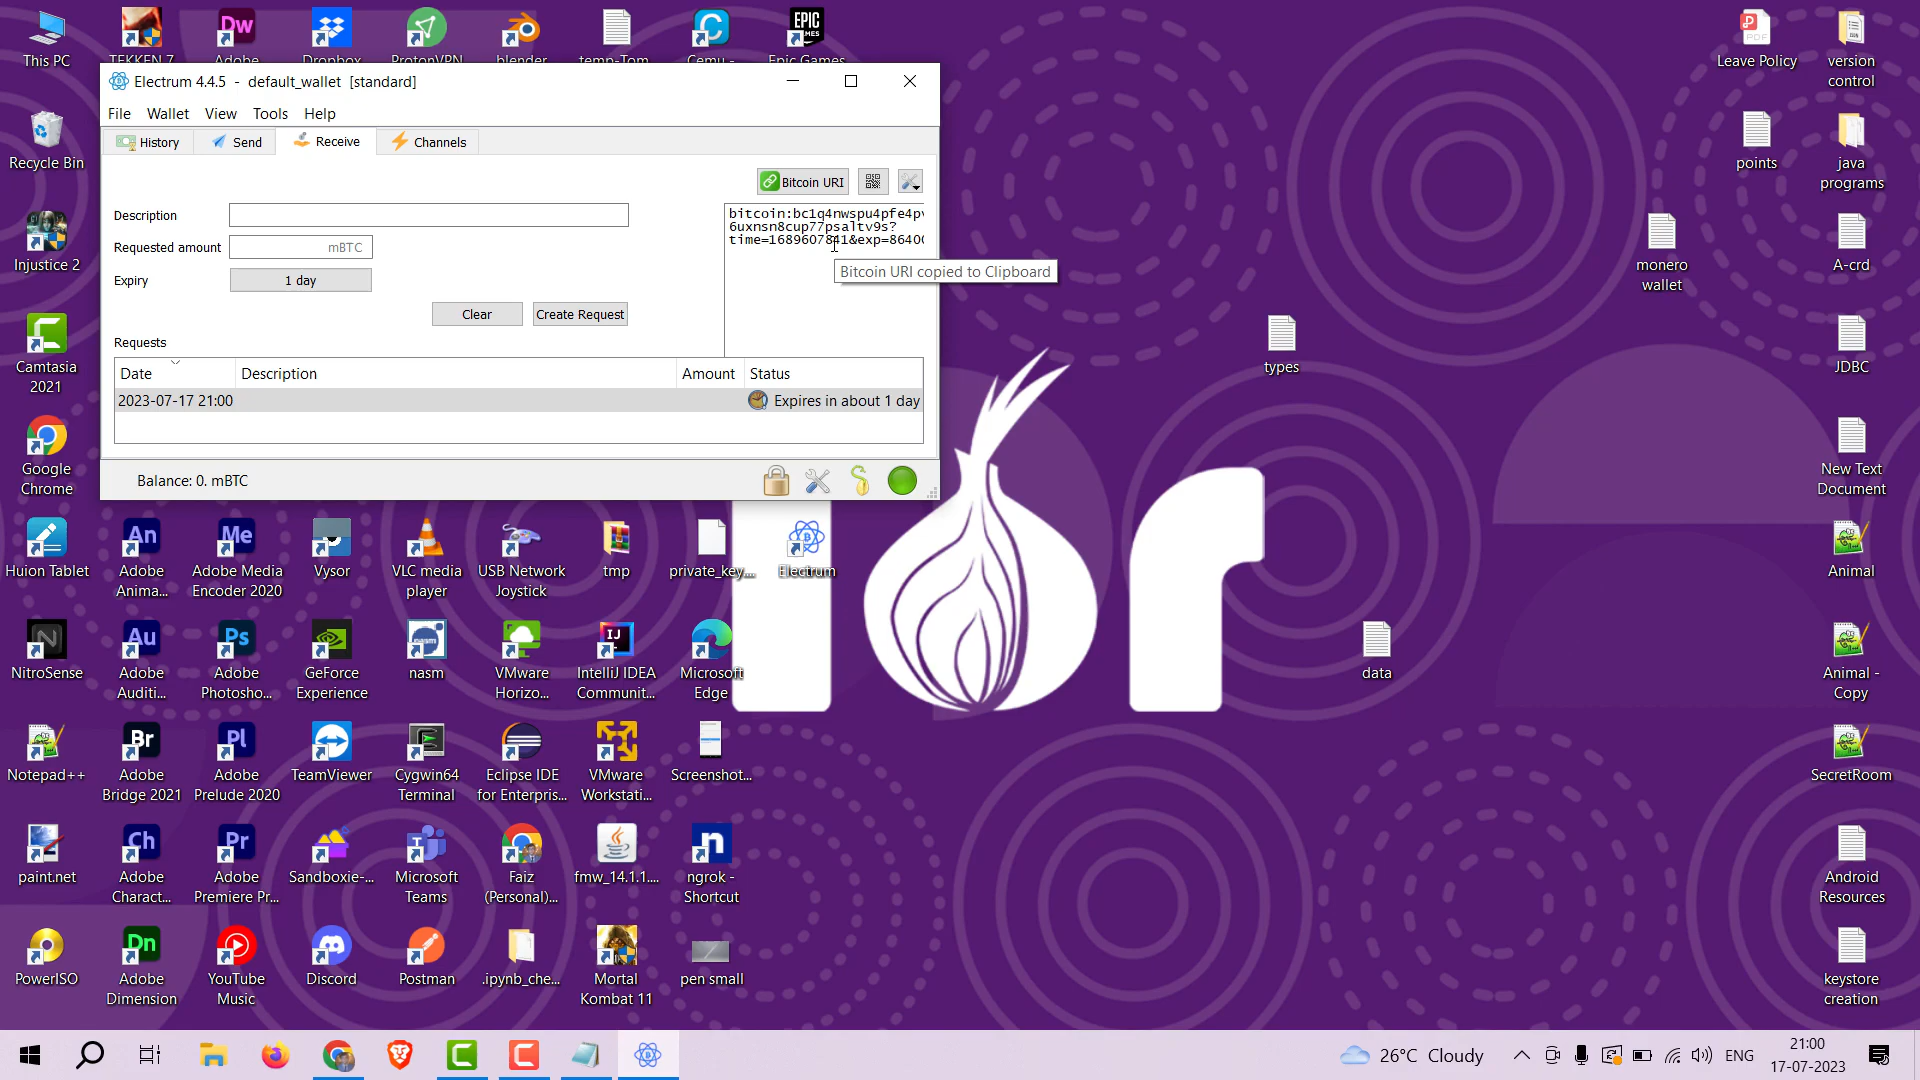 This PC
TEKKEN 7
Adobe
Dropbox
ProtonVPN
blender
temp-Tom
Cemu -
EPIC
GAMES
Epic Games
Leave Policy
version
control
Electrum 4.4.5 - default_wallet [standard]
File Wallet View Tools Help
History Send Receive Channels
Bitcoin URI
Description
Requested amount mBTC
Expiry 1 day
Clear Create Request
bitcoin:bc1q4nwspu4pfe4pv
6uxnsn8cup77psaltv9s?
time=1689607841&exp=86400
Bitcoin URI copied to Clipboard
Requests
Date Description Amount Status
2023-07-17 21:00 Expires in about 1 day
Balance: 0. mBTC
Recycle Bin
points
java
programs
Injustice 2
monero
wallet
A-crd
Camtasia
2021
types
JDBC
Google
Chrome
New Text
Document
Huion Tablet
Adobe
Anima...
Adobe Media
Encoder 2020
Vysor
VLC media
player
USB Network
Joystick
tmp
private_key....
Electrum
Animal
NitroSense
Adobe
Auditi...
Adobe
Photosho...
GeForce
Experience
nasm
VMware
Horizo...
IntelliJ IDEA
Communit...
Microsoft
Edge
data
Animal -
Copy
Notepad++
Adobe
Bridge 2021
Adobe
Prelude 2020
TeamViewer
Cygwin64
Terminal
Eclipse IDE
for Enterpris...
VMware
Workstati...
Screenshot...
SecretRoom
paint.net
Adobe
Charact...
Adobe
Premiere Pr...
Sandboxie-...
Microsoft
Teams
Faiz
(Personal)...
fmw_14.1.1....
ngrok -
Shortcut
Android
Resources
PowerISO
Adobe
Dimension
YouTube
Music
Discord
Postman
.ipynb_che...
Mortal
Kombat 11
pen small
keystore
creation
26°C Cloudy
ENG
21:00
17-07-2023